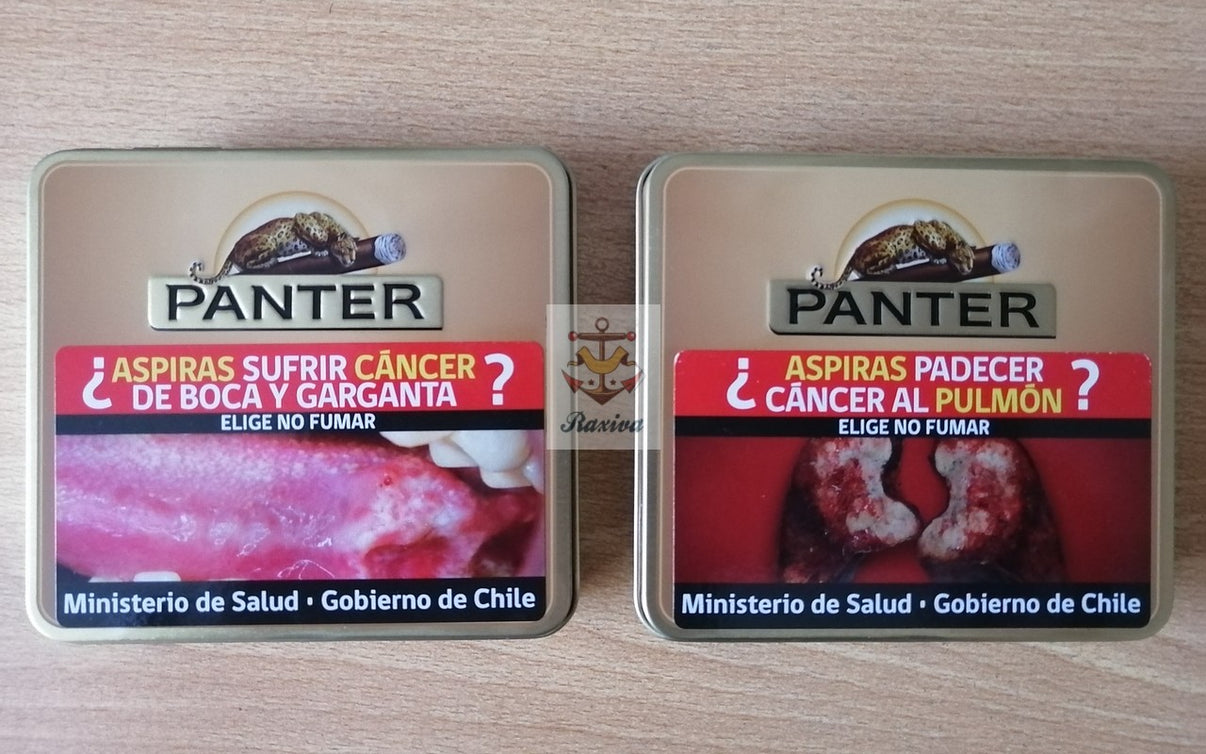 PANTER
¿ASPIRAS SUFRIR CÁNCER
DE BOCA Y GARGANTA?
ELIGE NO FUMAR
Ministerio de Salud · Gobierno de Chile
Raxiva
PANTER
¿ASPIRAS PADECER
CÁNCER AL PULMÓN?
ELIGE NO FUMAR
Ministerio de Salud · Gobierno de Chile